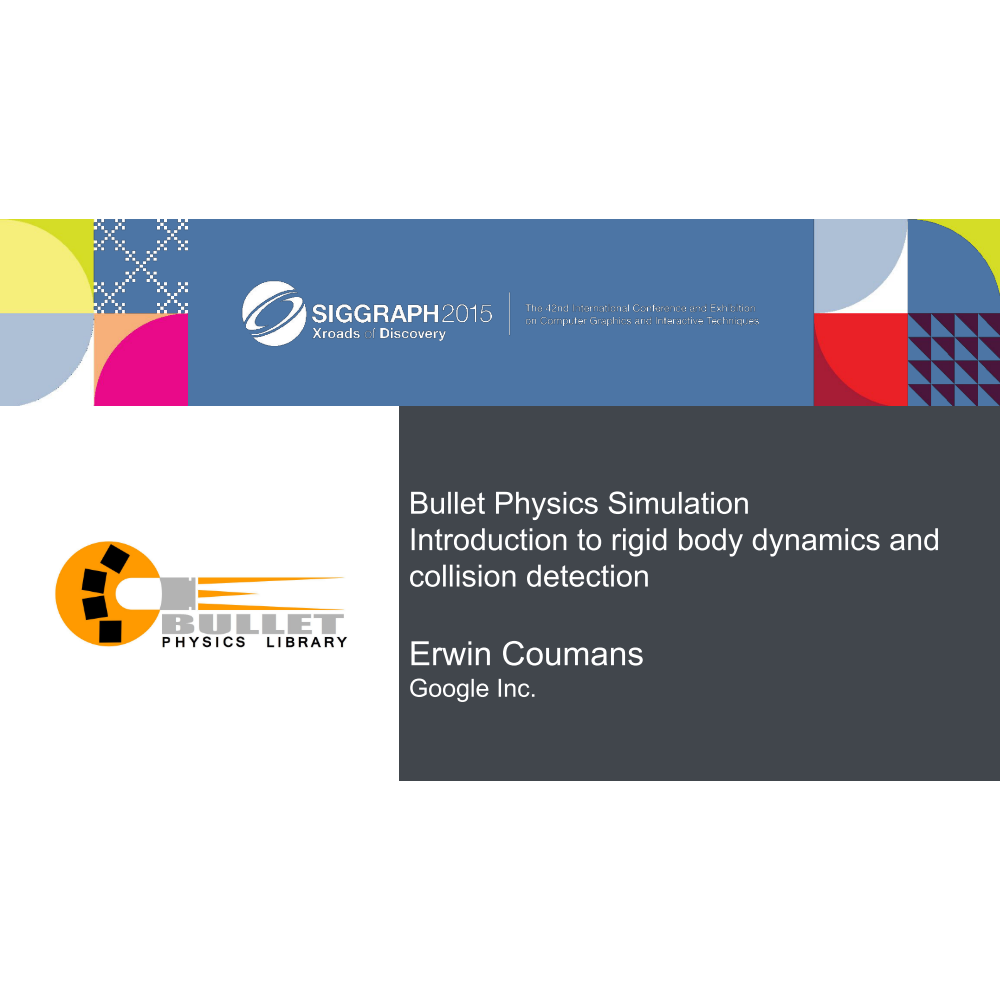 SIGGRAPH2015
Xroads of Discovery
The 42nd International Conference and Exhibition
on Computer Graphics and Interactive Techniques
Bullet Physics Simulation
Introduction to rigid body dynamics and
collision detection
Erwin Coumans
Google Inc.
BULLET
PHYSICS LIBRARY